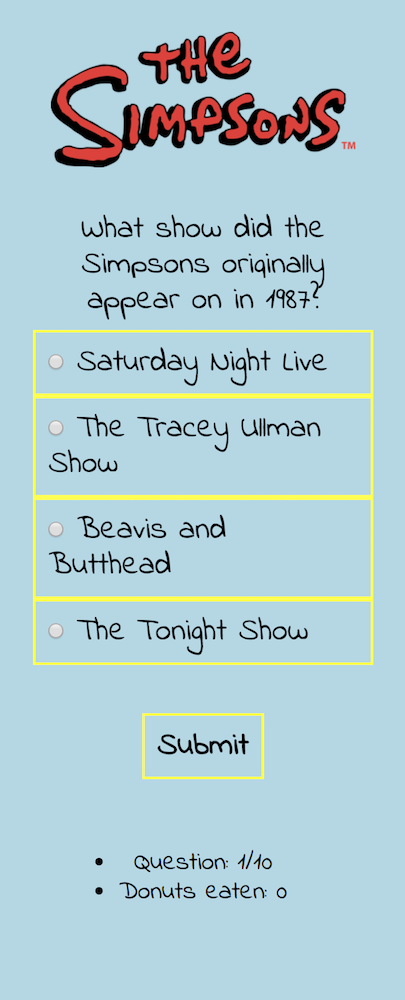 THE
SIMPSONS
TM
What show did the
Simpsons originally
appear on in 1987?
Saturday Night Live
The Tracey Ullman
Show
Beavis and
Butthead
The Tonight Show
Submit
Question: 1/10
Donuts eaten: 0